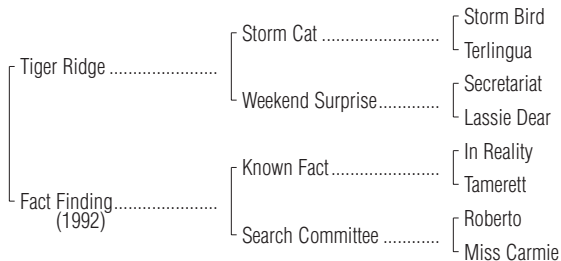 Storm Bird
Storm Cat ........................
Terlingua
Tiger Ridge ......................
Secretariat
Weekend Surprise.............
Lassie Dear
In Reality
Known Fact......................
Tamerett
Fact Finding.....................
(1992)
Roberto
Search Committee ............
Miss Carmie